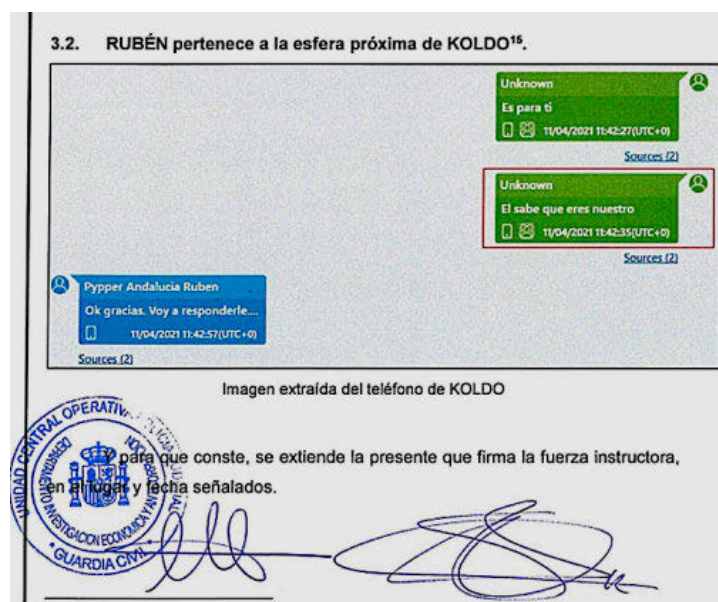 3.2. RUBÉN pertenece a la esfera próxima de KOLDO¹⁵.
Unknown
Es para ti
11/04/2021 11:42:27(UTC+0)
Sources (2)
Unknown
El sabe que eres nuestro
11/04/2021 11:42:35(UTC+0)
Sources (2)
Pypper Andalucia Ruben
Ok gracias. Voy a responderle....
11/04/2021 11:42:57(UTC+0)
Sources (2)
Imagen extraída del teléfono de KOLDO
Y para que conste, se extiende la presente que firma la fuerza instructora,
en el lugar y fecha señalados.
UNIDAD CENTRAL OPERATIVA
GUARDIA CIVIL